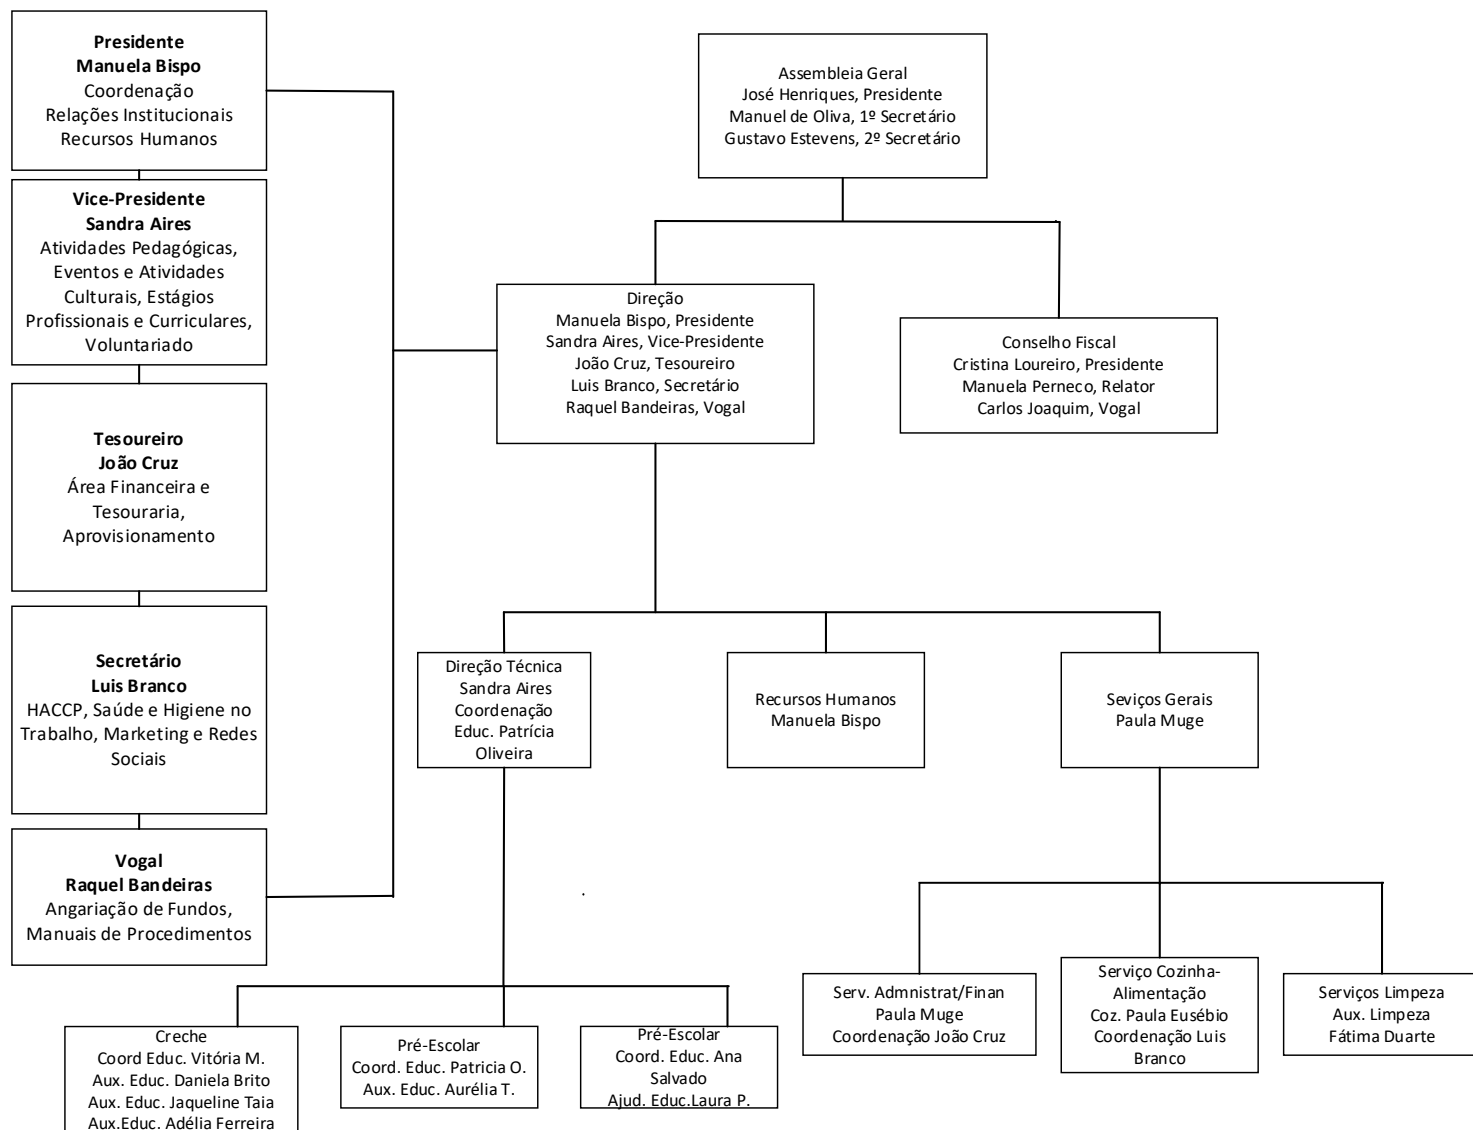 Presidente
Manuela Bispo
Coordenação
Relações Institucionais
Recursos Humanos
Vice-Presidente
Sandra Aires
Atividades Pedagógicas,
Eventos e Atividades
Culturais, Estágios
Profissionais e Curriculares,
Voluntariado
Tesoureiro
João Cruz
Área Financeira e
Tesouraria,
Aprovisionamento
Secretário
Luis Branco
HACCP, Saúde e Higiene no
Trabalho, Marketing e Redes
Sociais
Vogal
Raquel Bandeiras
Angariação de Fundos,
Manuais de Procedimentos
Assembleia Geral
José Henriques, Presidente
Manuel de Oliva, 1º Secretário
Gustavo Estevens, 2º Secretário
Direção
Manuela Bispo, Presidente
Sandra Aires, Vice-Presidente
João Cruz, Tesoureiro
Luis Branco, Secretário
Raquel Bandeiras, Vogal
Conselho Fiscal
Cristina Loureiro, Presidente
Manuela Perneco, Relator
Carlos Joaquim, Vogal
Direção Técnica
Sandra Aires
Coordenação
Educ. Patrícia
Oliveira
Recursos Humanos
Manuela Bispo
Seviços Gerais
Paula Muge
Creche
Coord Educ. Vitória M.
Aux. Educ. Daniela Brito
Aux. Educ. Jaqueline Taia
Aux.Educ. Adélia Ferreira
Pré-Escolar
Coord. Educ. Patricia O.
Aux. Educ. Aurélia T.
Pré-Escolar
Coord. Educ. Ana
Salvado
Ajud. Educ.Laura P.
Serv. Admnistrat/Finan
Paula Muge
Coordenação João Cruz
Serviço Cozinha-
Alimentação
Coz. Paula Eusébio
Coordenação Luis
Branco
Serviços Limpeza
Aux. Limpeza
Fátima Duarte